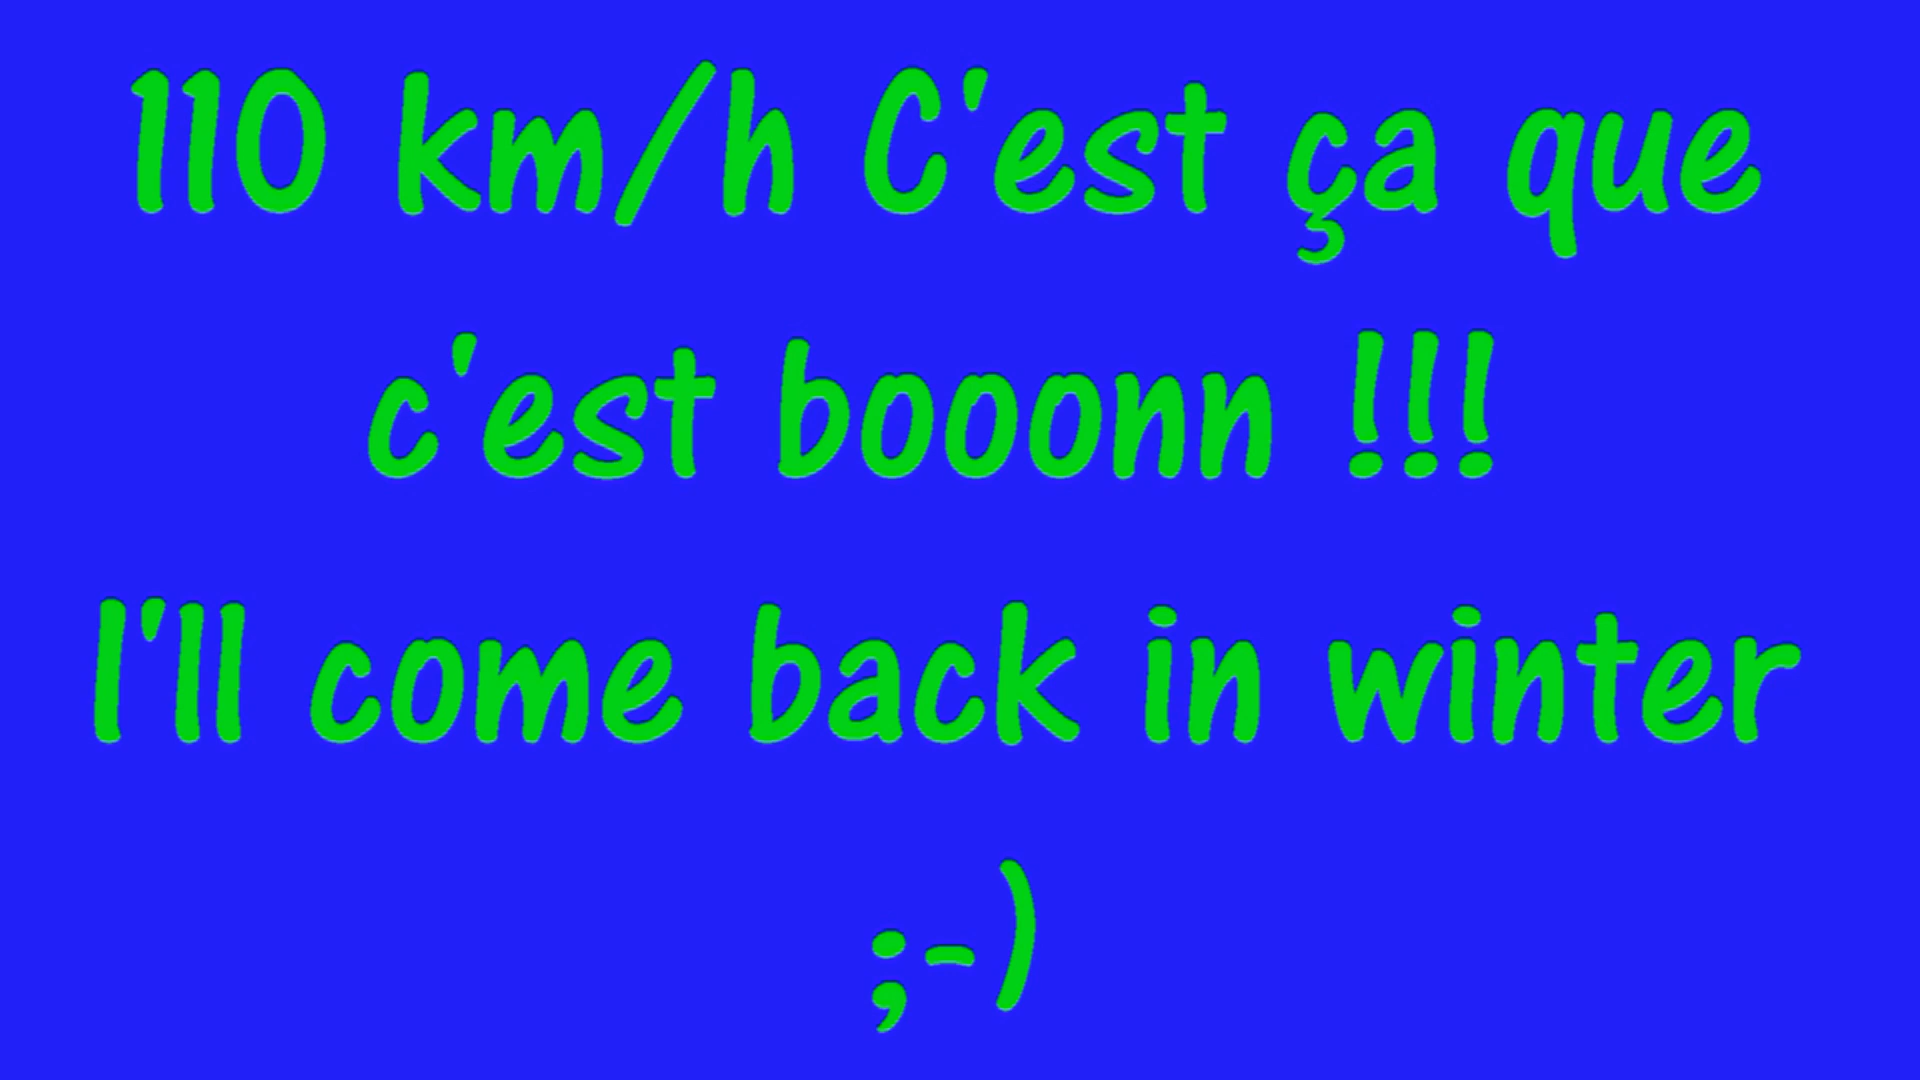 110 km/h C'est ça que
c'est booonn !!!
I'll come back in winter
;-)